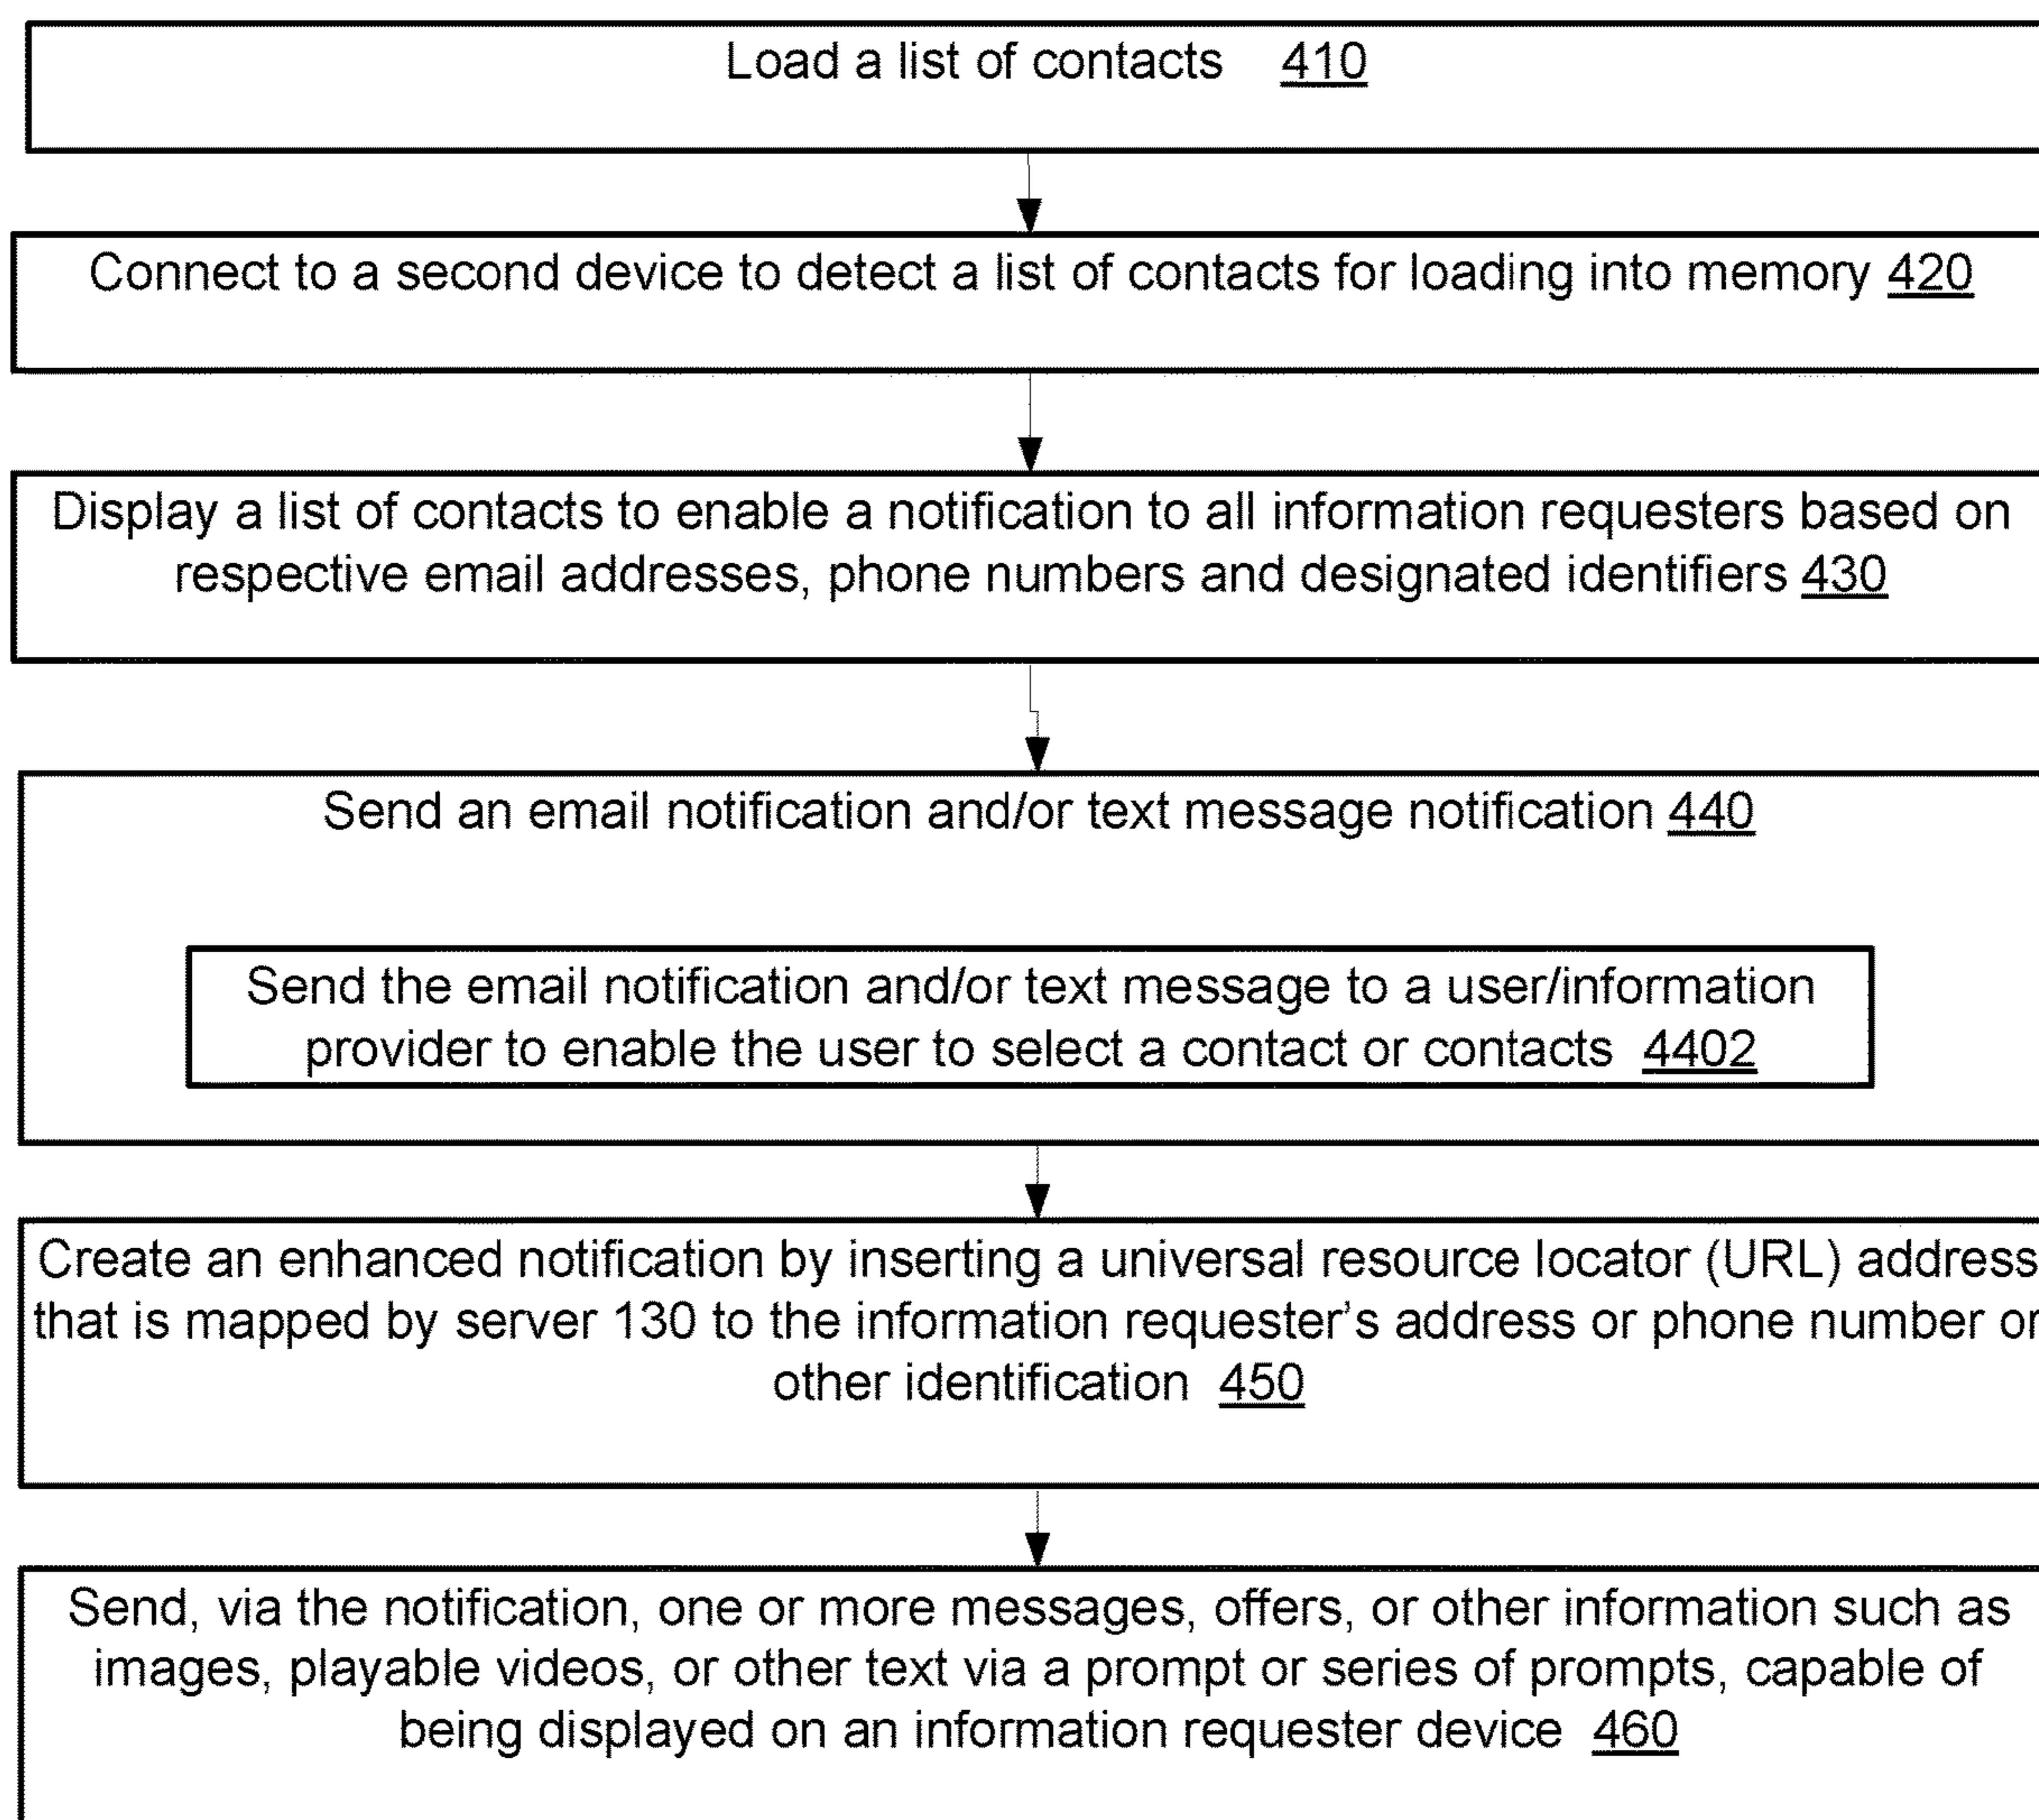 Load a list of contacts 410
Connect to a second device to detect a list of contacts for loading into memory 420
Display a list of contacts to enable a notification to all information requesters based on
respective email addresses, phone numbers and designated identifiers 430
Send an email notification and/or text message notification 440
Send the email notification and/or text message to a user/information
provider to enable the user to select a contact or contacts 4402
Create an enhanced notification by inserting a universal resource locator (URL) address
that is mapped by server 130 to the information requester's address or phone number or
other identification 450
Send, via the notification, one or more messages, offers, or other information such as
images, playable videos, or other text via a prompt or series of prompts, capable of
being displayed on an information requester device 460